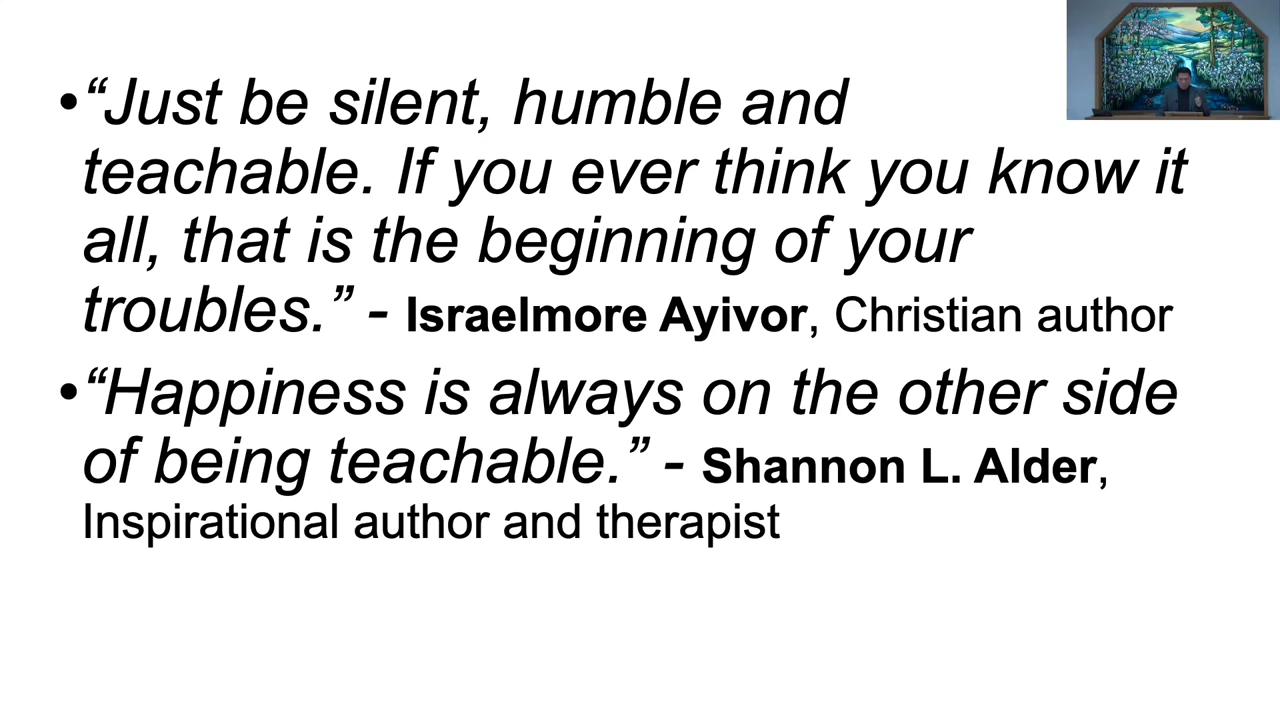 •“Just be silent, humble and
teachable. If you ever think you know it
all, that is the beginning of your
troubles.” - Israelmore Ayivor, Christian author
•“Happiness is always on the other side
of being teachable.” - Shannon L. Alder,
Inspirational author and therapist